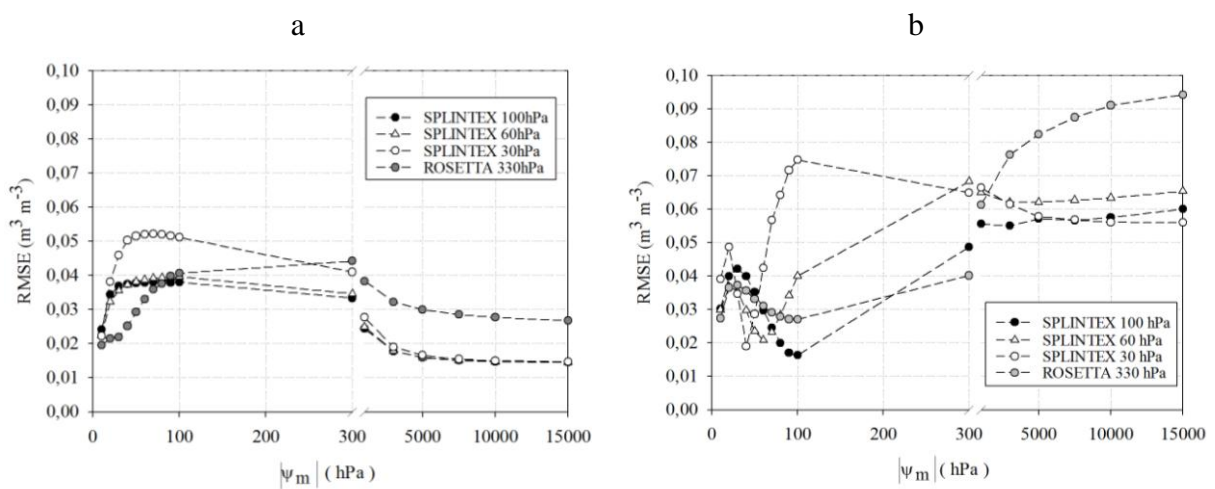 a
0,10
0,09
0,08
0,07
0,06
0,05
0,04
0,03
0,02
0,01
0,00
RMSE (m³ m⁻³)
SPLINTEX 100hPa
SPLINTEX 60hPa
SPLINTEX 30hPa
ROSETTA 330hPa
0 100 200 300 5000 10000 15000
|ψm| ( hPa )
b
0,10
0,09
0,08
0,07
0,06
0,05
0,04
0,03
0,02
0,01
0,00
RMSE (m³ m⁻³)
SPLINTEX 100 hPa
SPLINTEX 60 hPa
SPLINTEX 30 hPa
ROSETTA 330 hPa
0 100 200 300 5000 10000 15000
|ψm| ( hPa )